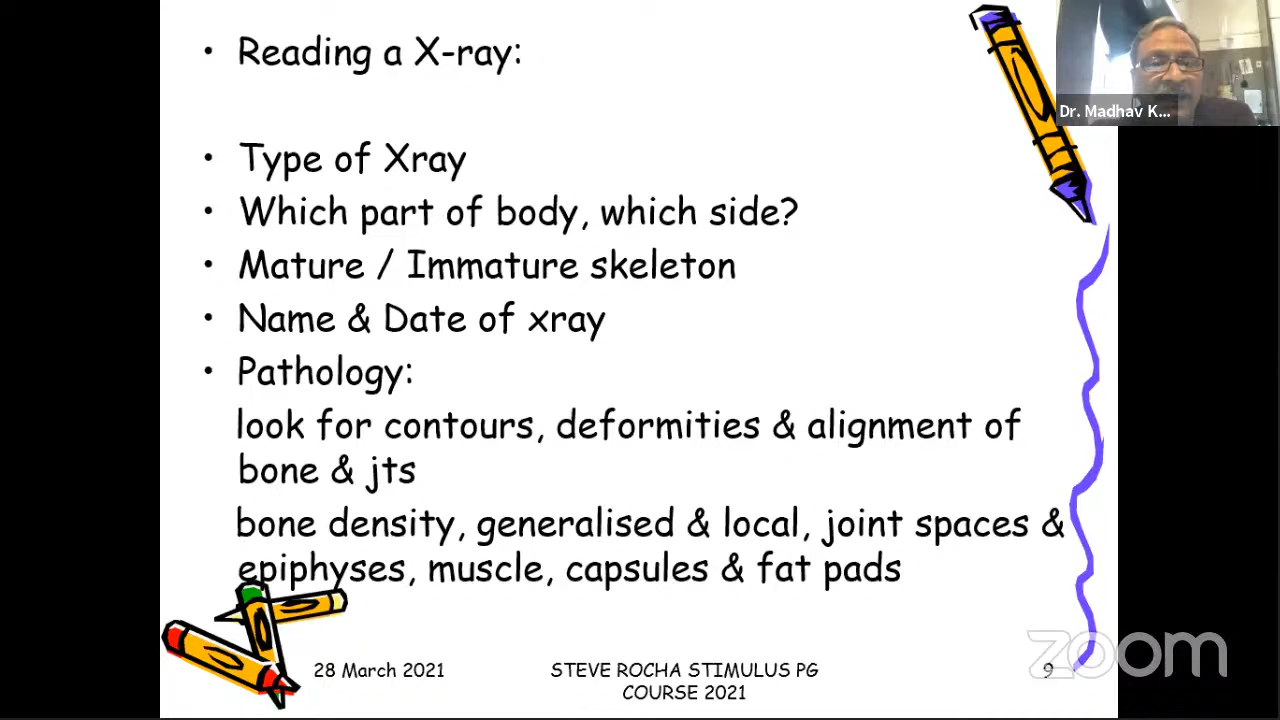 • Reading a X-ray:
Dr. Madhav K...
• Type of Xray
• Which part of body, which side?
• Mature / Immature skeleton
• Name & Date of xray
• Pathology:
look for contours, deformities & alignment of
bone & jts
bone density, generalised & local, joint spaces &
epiphyses, muscle, capsules & fat pads
28 March 2021
STEVE ROCHA STIMULUS PG
COURSE 2021
9
zoom